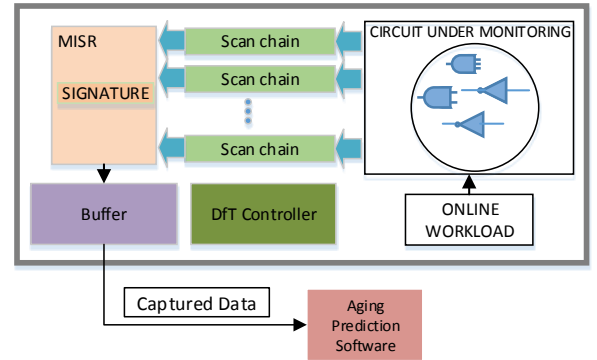 MISR
SIGNATURE
Scan chain
Scan chain
Scan chain
CIRCUIT UNDER MONITORING
Buffer
DfT Controller
ONLINE
WORKLOAD
Captured Data
Aging
Prediction
Software